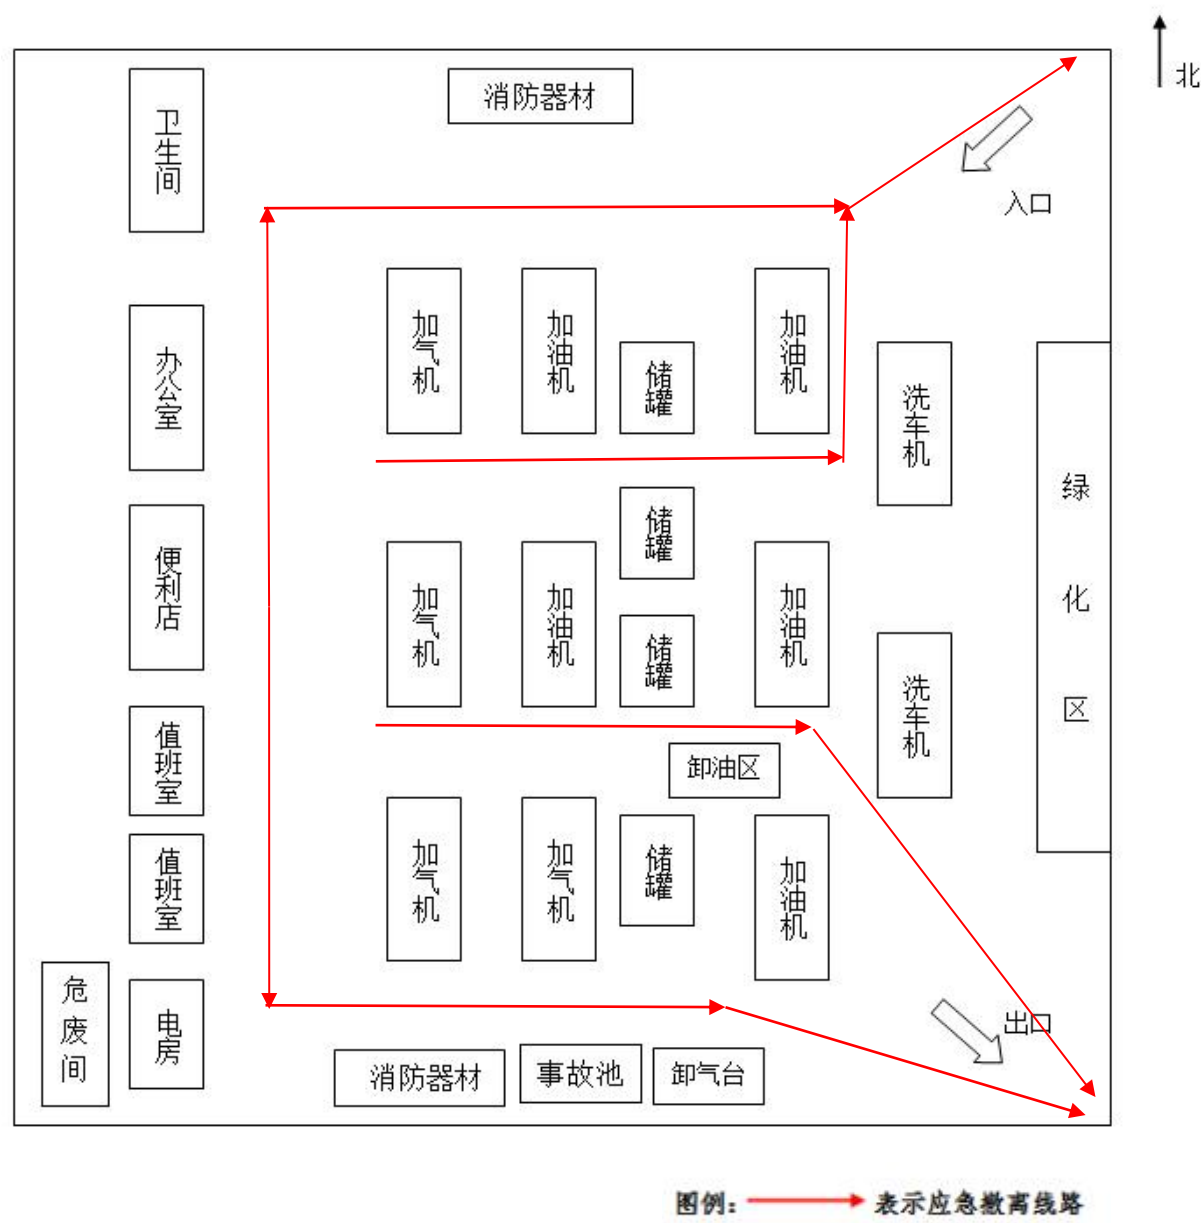 北
消防器材
卫生间
入口
加气机
加油机
储罐
加油机
办公室
洗车机
绿化区
储罐
便利店
加气机
加油机
储罐
加油机
洗车机
值班室
卸油区
加气机
加气机
储罐
加油机
值班室
危废间
电房
出口
消防器材
事故池
卸气台
图例：
表示应急撤离线路